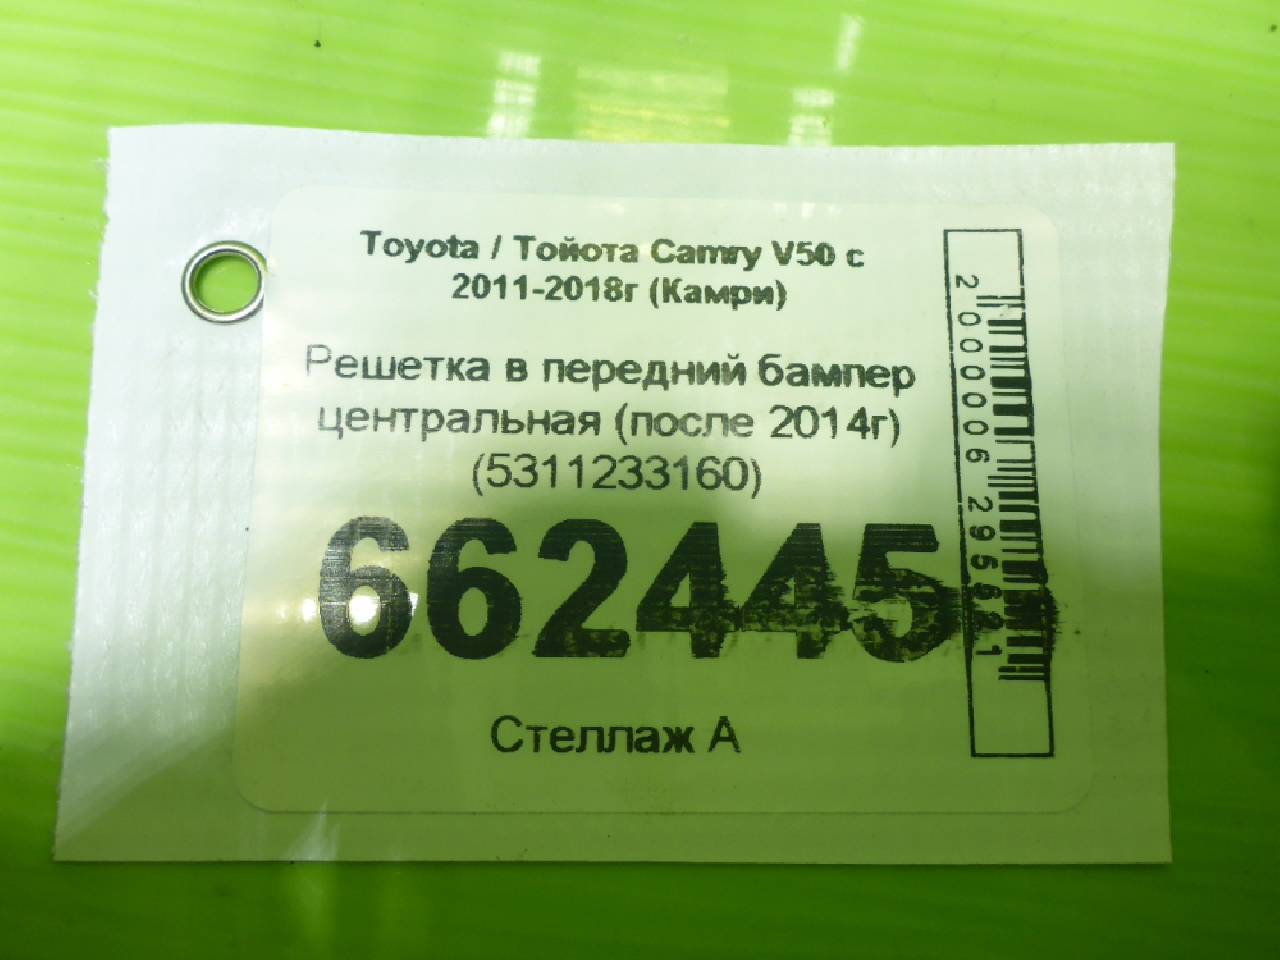 Toyota / Тойота Camry V50 с
2011-2018г (Камри)
Решетка в передний бампер
центральная (после 2014г)
(5311233160)
662445
Стеллаж А
2000006295621